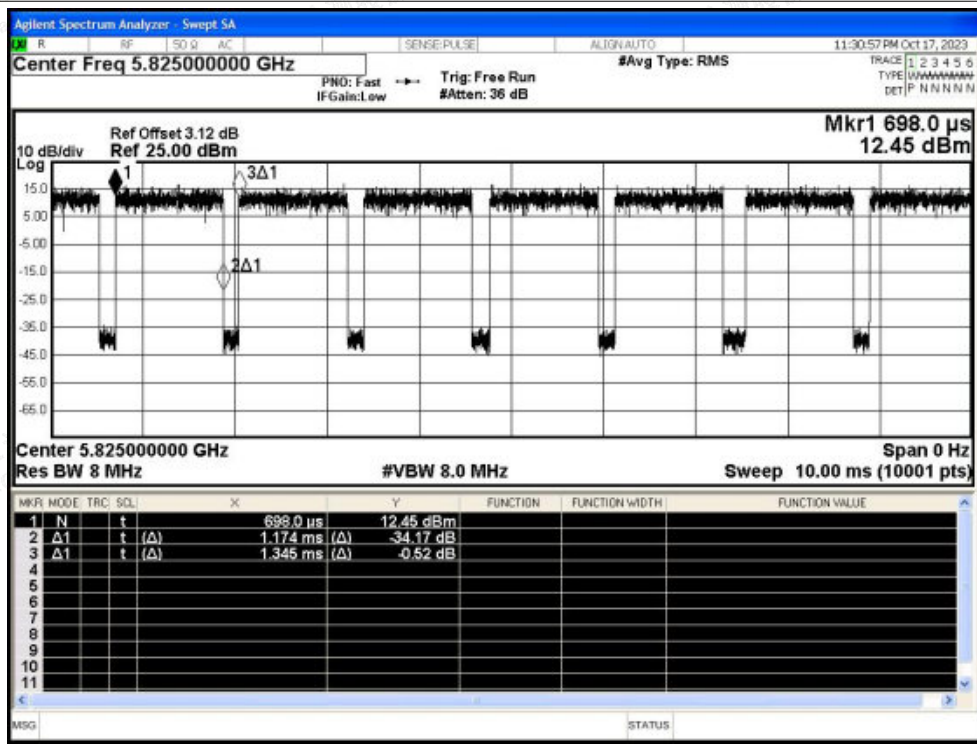 Agilent Spectrum Analyzer - Swept SA
LXI R RF 50 Ω AC SENSE:PULSE ALIGNAUTO 11:30:57 PM Oct 17, 2023
Center Freq 5.825000000 GHz
PNO: Fast
IFGain:Low
Trig: Free Run
#Atten: 36 dB
#Avg Type: RMS
TRACE 1 2 3 4 5 6
TYPE
DET P N N N N N
Ref Offset 3.12 dB
Mkr1 698.0 µs
10 dB/div Ref 25.00 dBm
12.45 dBm
Log
1
3Δ1
2Δ1
15.0
5.00
-5.00
-15.0
-25.0
-35.0
-45.0
-55.0
-65.0
Center 5.825000000 GHz Span 0 Hz
Res BW 8 MHz #VBW 8.0 MHz Sweep 10.00 ms (10001 pts)
MKR MODE TRC SCL X Y FUNCTION FUNCTION WIDTH FUNCTION VALUE
1 N t 698.0 µs 12.45 dBm
2 Δ1 t (Δ) 1.174 ms (Δ) -34.17 dB
3 Δ1 t (Δ) 1.345 ms (Δ) -0.52 dB
4
5
6
7
8
9
10
11
MSG STATUS